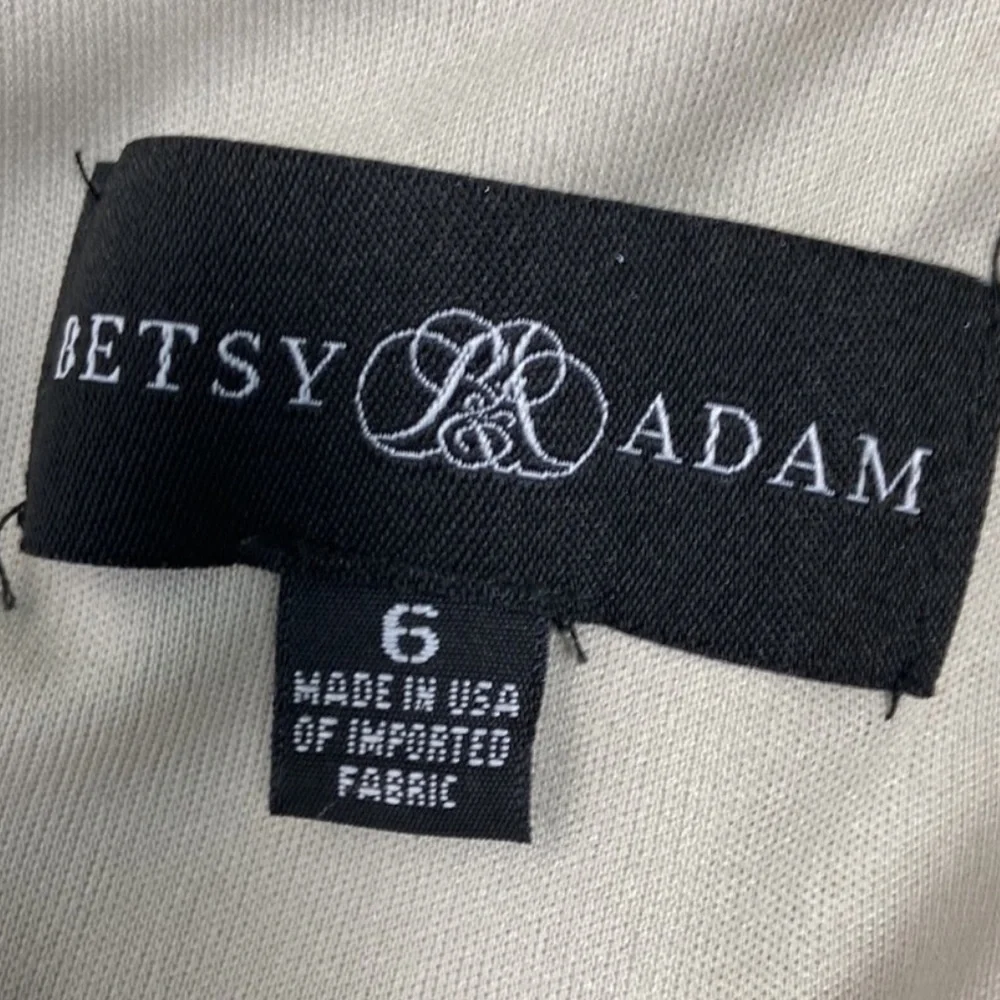 BETSY B&A ADAM
6
MADE IN USA
OF IMPORTED
FABRIC